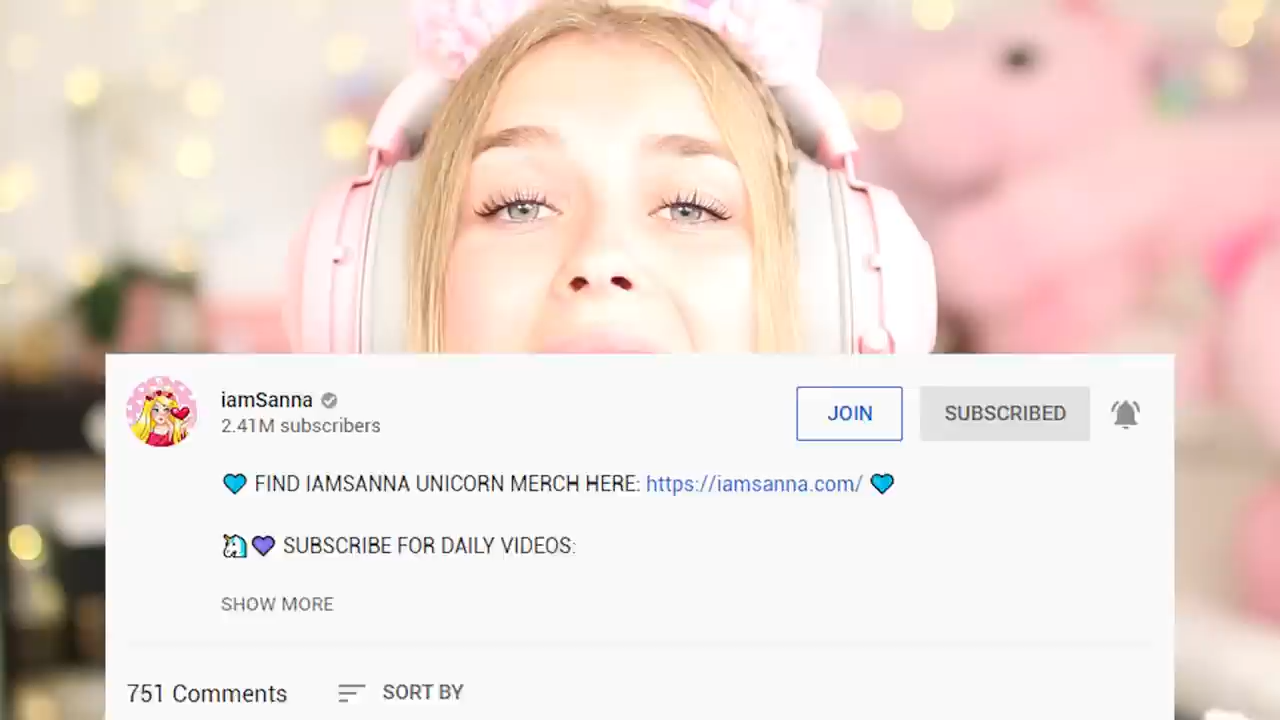 iamSanna
2.41M subscribers
JOIN
SUBSCRIBED
FIND IAMSANNA UNICORN MERCH HERE: https://iamsanna.com/
SUBSCRIBE FOR DAILY VIDEOS:
SHOW MORE
751 Comments
SORT BY